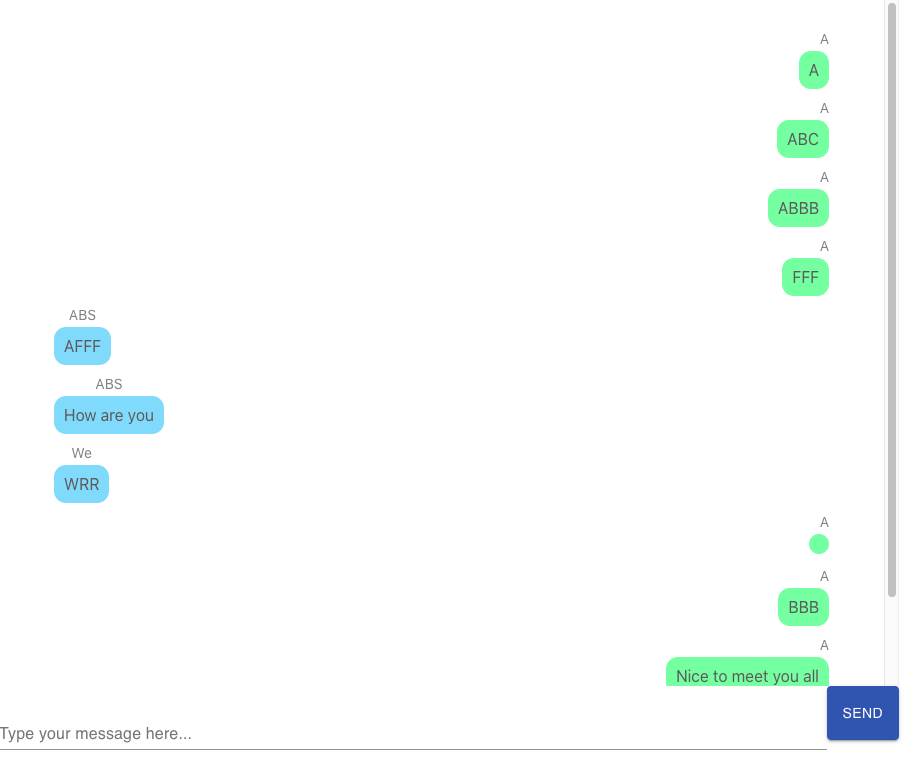 A
A
A
ABC
A
ABBB
A
FFF
ABS
AFFF
ABS
How are you
We
WRR
A
A
BBB
A
Nice to meet you all
SEND
Type your message here...